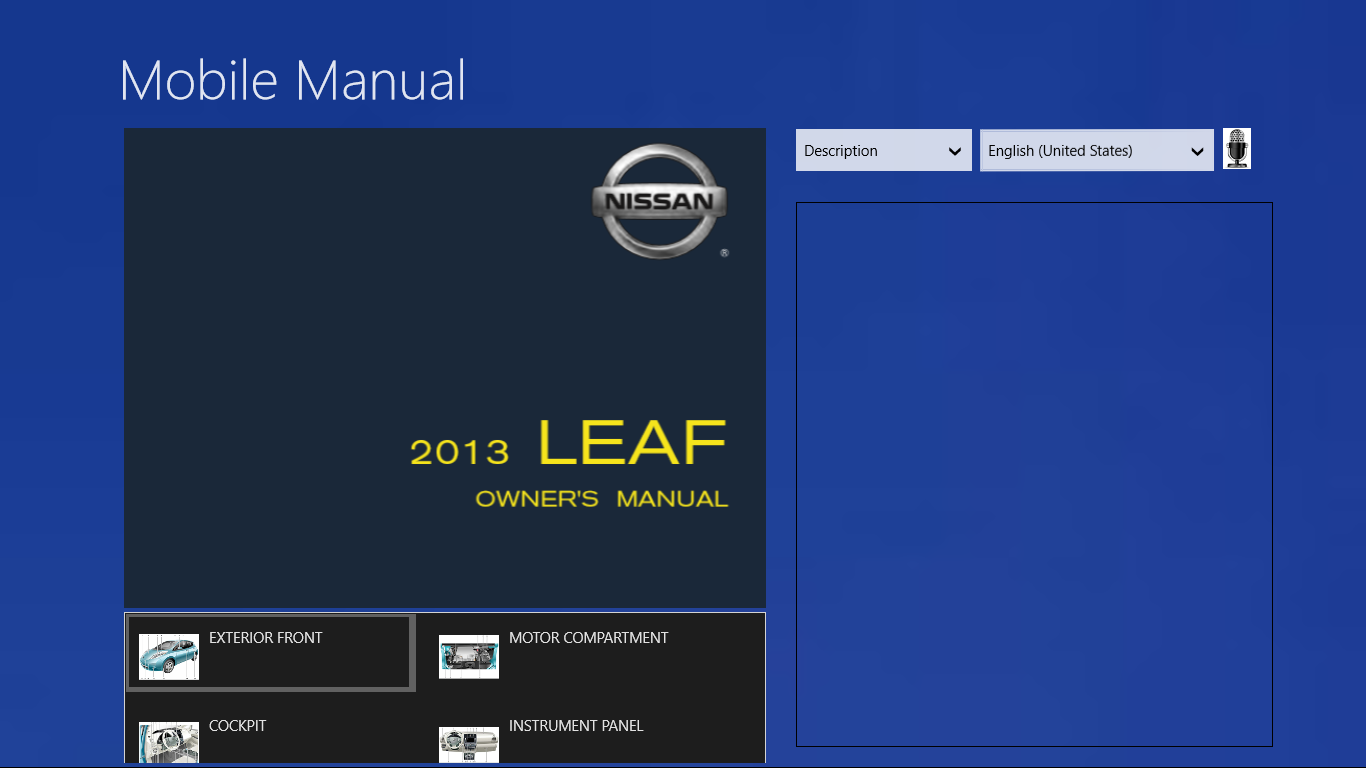 Mobile Manual
NISSAN
®
2013 LEAF
OWNER'S MANUAL
Description
English (United States)
EXTERIOR FRONT
MOTOR COMPARTMENT
COCKPIT
INSTRUMENT PANEL